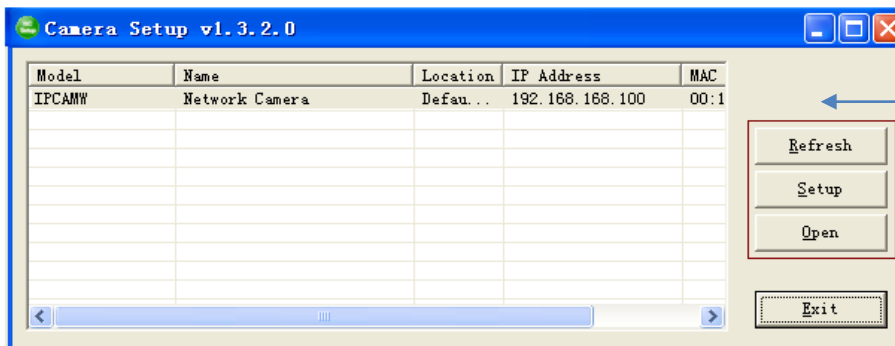 Camera Setup v1.3.2.0
Model Name Location IP Address MAC
IPCAMW Network Camera Defau... 192.168.168.100 00:1
Refresh
Setup
Open
Exit